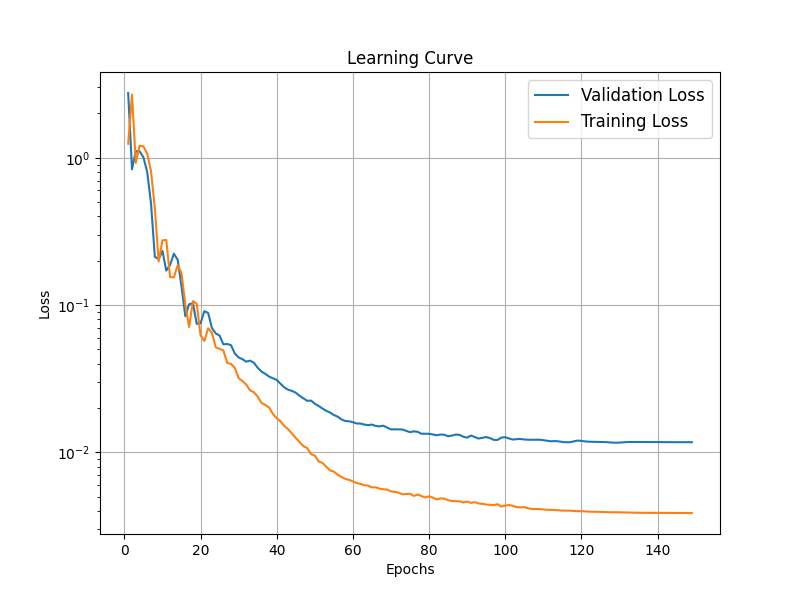 Learning Curve
Validation Loss
Training Loss
10⁰
10⁻¹
10⁻²
Loss
0 20 40 60 80 100 120 140
Epochs